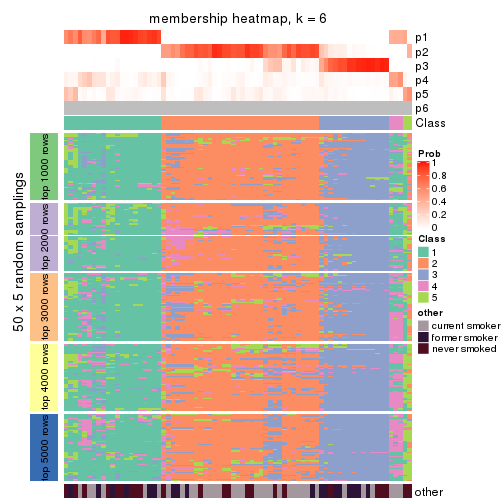 membership heatmap, k = 6
p1
p2
p3
p4
p5
p6
Class
50 x 5 random samplings
top 1000 rows
top 2000 rows
top 3000 rows
top 4000 rows
top 5000 rows
Prob
1
0.8
0.6
0.4
0.2
0
Class
1
2
3
4
5
other
current smoker
former smoker
never smoked
other